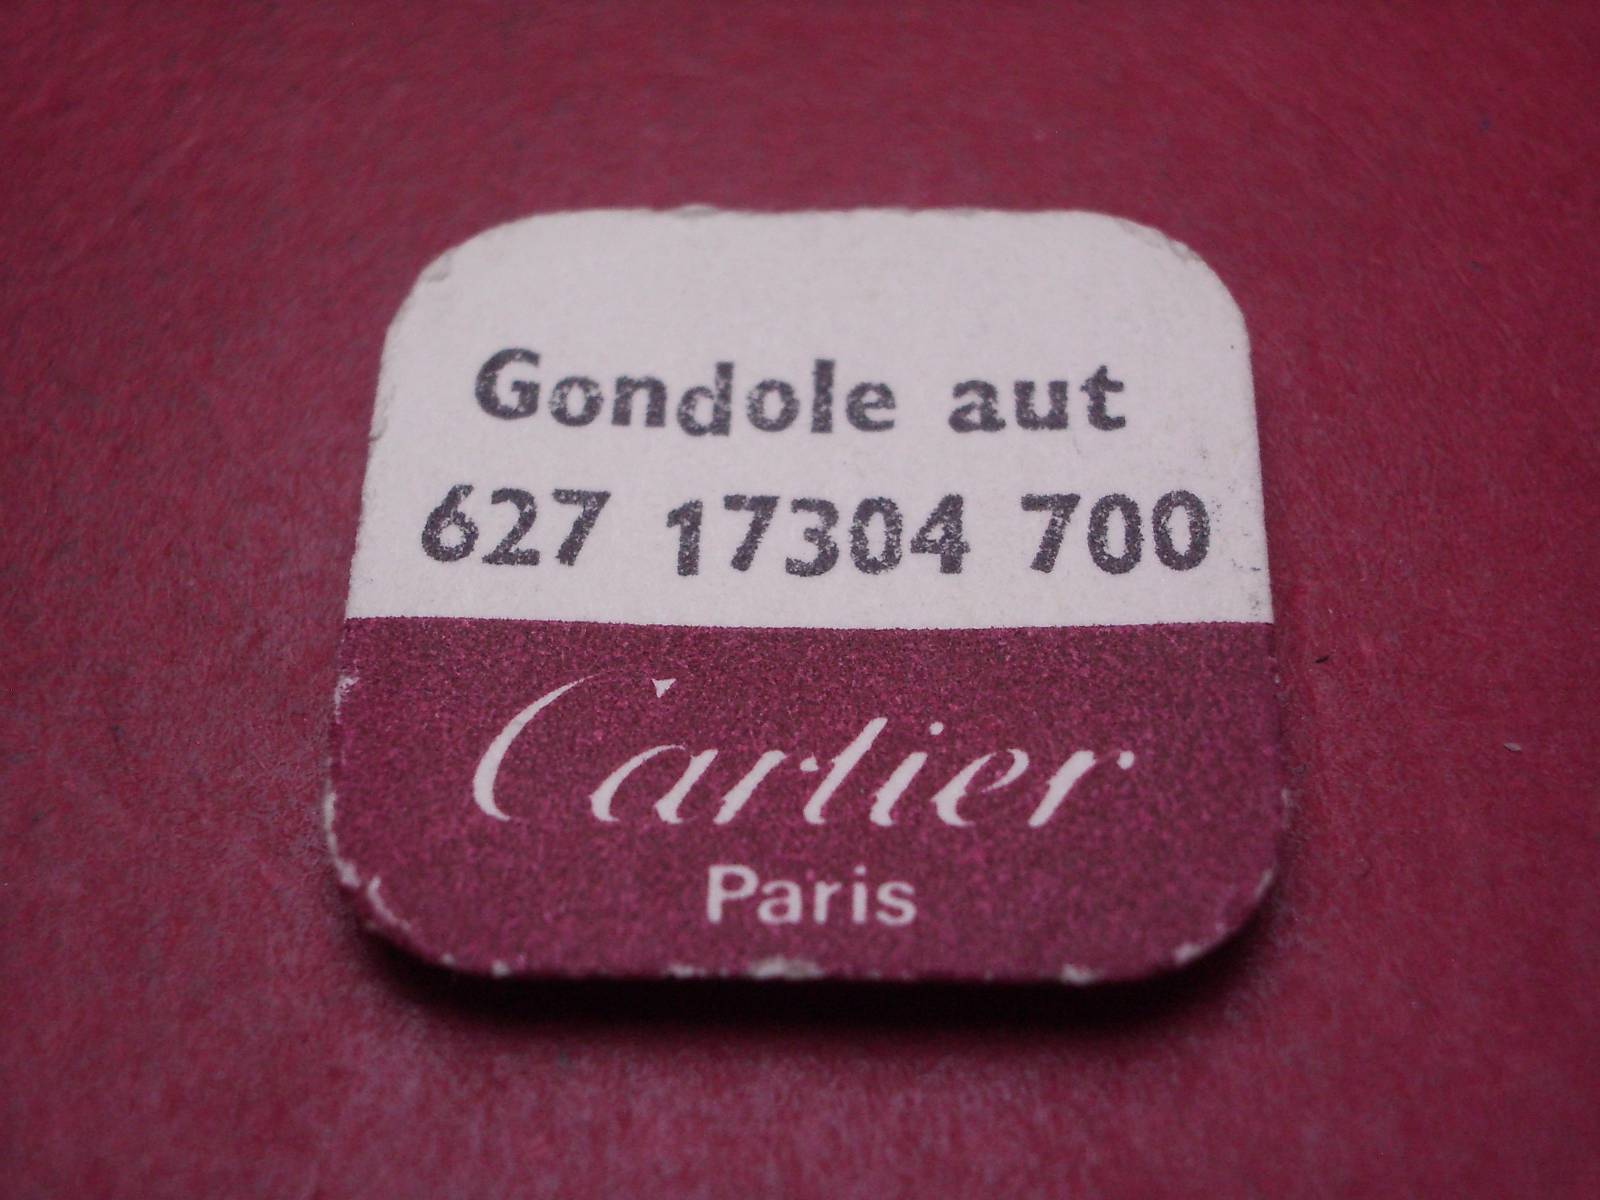 Gondole aut
627 17304 700
Cartier
Paris